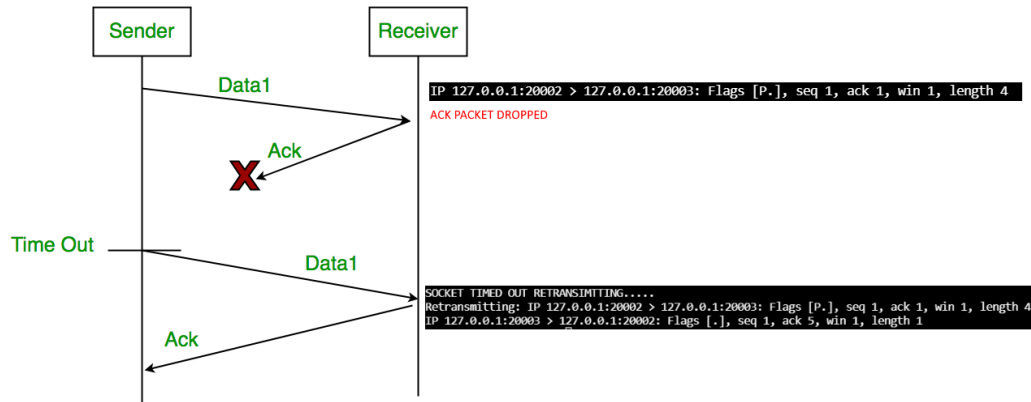 Sender
Receiver
Data1
IP 127.0.0.1:20002 > 127.0.0.1:20003: Flags [P.], seq 1, ack 1, win 1, length 4
ACK PACKET DROPPED
Ack
X
Time Out
Data1
SOCKET TIMED OUT RETRANSIMTTING.....
Retransmitting: IP 127.0.0.1:20002 > 127.0.0.1:20003: Flags [P.], seq 1, ack 1, win 1, length 4
IP 127.0.0.1:20003 > 127.0.0.1:20002: Flags [.], seq 1, ack 5, win 1, length 1
Ack